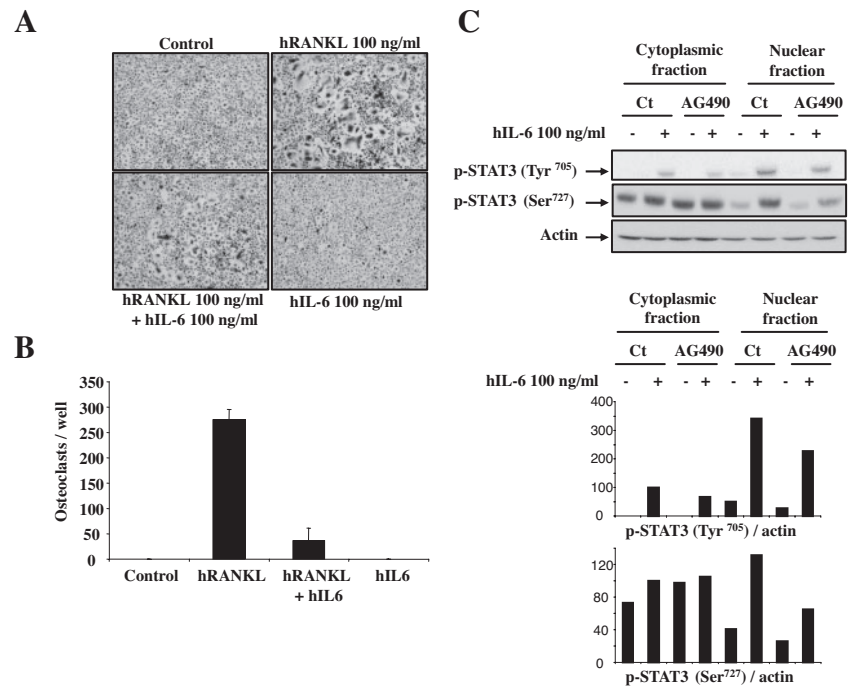 A
Control
hRANKL 100 ng/ml
hRANKL 100 ng/ml
+ hIL-6 100 ng/ml
hIL-6 100 ng/ml
B
Osteoclasts / well
350
300
250
200
150
100
50
0
Control
hRANKL
hRANKL
+ hIL6
hIL6
C
Cytoplasmic
fraction
Nuclear
fraction
Ct AG490 Ct AG490
hIL-6 100 ng/ml - + - + - + - +
p-STAT3 (Tyr 705)
p-STAT3 (Ser727)
Actin
Cytoplasmic
fraction
Nuclear
fraction
Ct AG490 Ct AG490
hIL-6 100 ng/ml - + - + - + - +
400
300
200
100
0
p-STAT3 (Tyr 705) / actin
120
80
40
0
p-STAT3 (Ser727) / actin